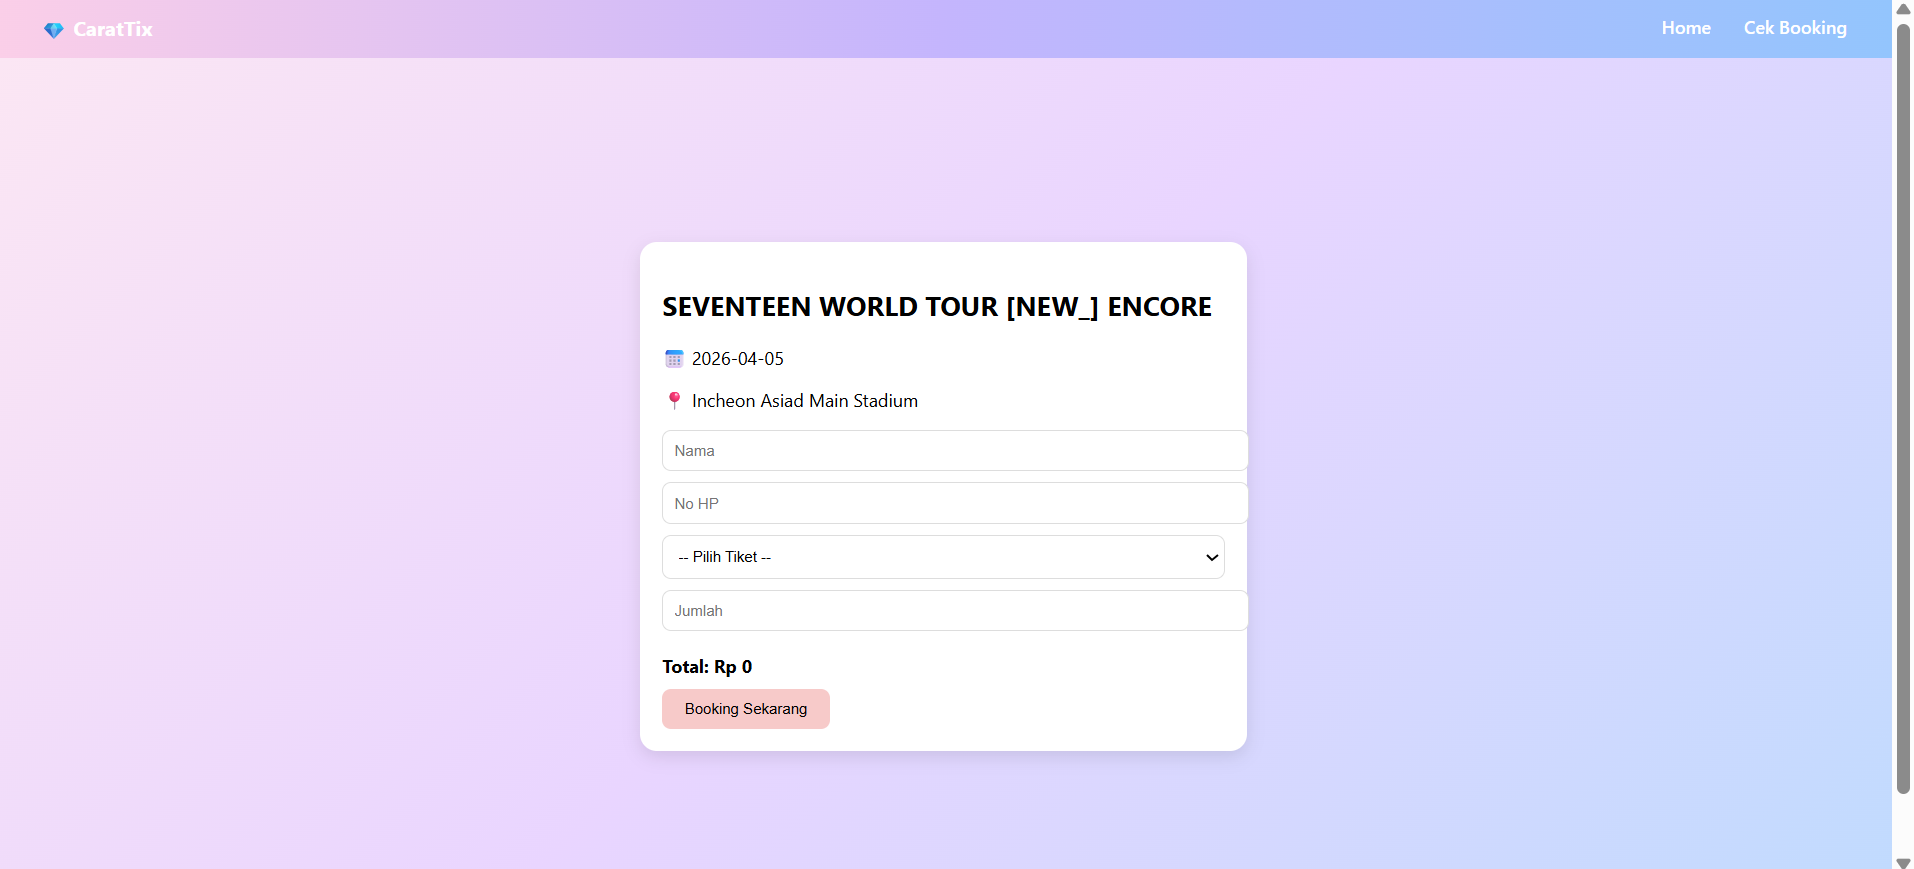 CaratTix
Home
Cek Booking
SEVENTEEN WORLD TOUR [NEW_] ENCORE
2026-04-05
Incheon Asiad Main Stadium
Nama
No HP
-- Pilih Tiket --
Jumlah
Total: Rp 0
Booking Sekarang